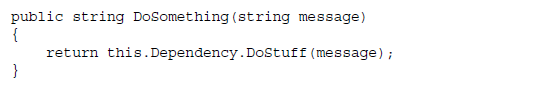 public string DoSomething(string message)
{
    return this.Dependency.DoStuff(message);
}